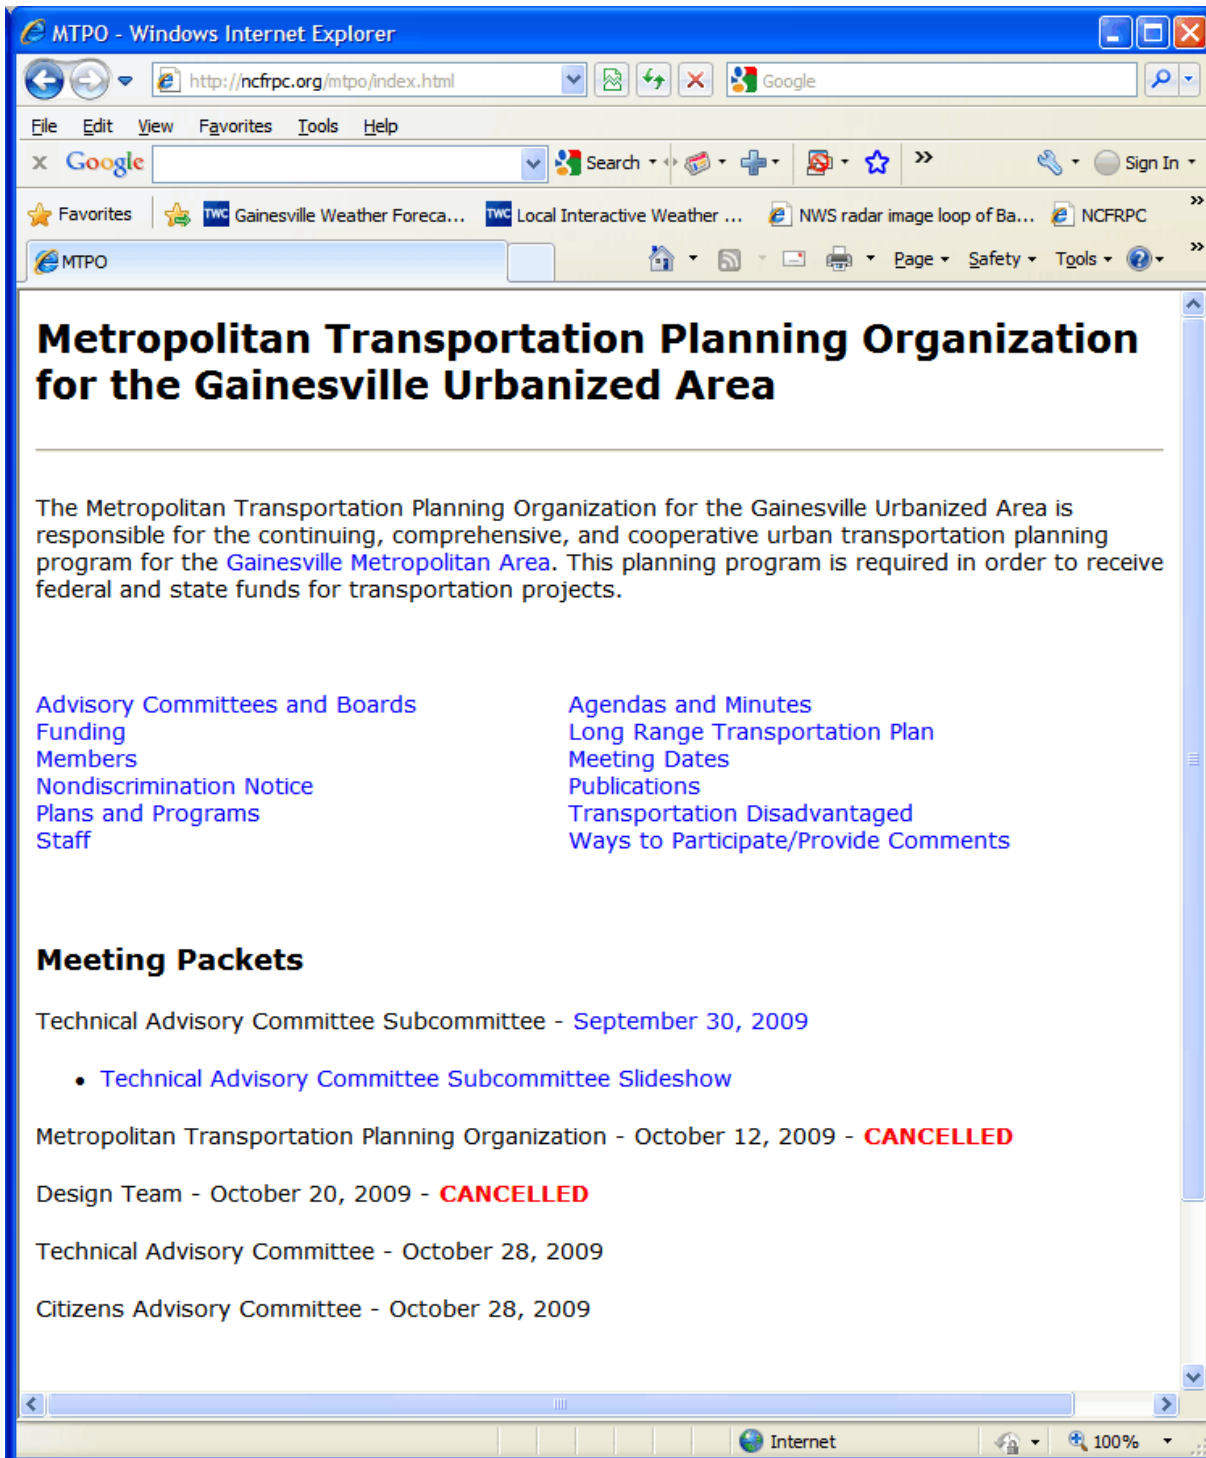 MTPO - Windows Internet Explorer
http://ncfrpc.org/mtpo/index.html
Google
File Edit View Favorites Tools Help
x Google Search Sign In
Favorites TWC Gainesville Weather Foreca... TWC Local Interactive Weather ... NWS radar image loop of Ba... NCFRPC
MTPO Page Safety Tools
Metropolitan Transportation Planning Organization
for the Gainesville Urbanized Area
The Metropolitan Transportation Planning Organization for the Gainesville Urbanized Area is
responsible for the continuing, comprehensive, and cooperative urban transportation planning
program for the Gainesville Metropolitan Area. This planning program is required in order to receive
federal and state funds for transportation projects.
Advisory Committees and Boards
Funding
Members
Nondiscrimination Notice
Plans and Programs
Staff
Agendas and Minutes
Long Range Transportation Plan
Meeting Dates
Publications
Transportation Disadvantaged
Ways to Participate/Provide Comments
Meeting Packets
Technical Advisory Committee Subcommittee - September 30, 2009
• Technical Advisory Committee Subcommittee Slideshow
Metropolitan Transportation Planning Organization - October 12, 2009 - CANCELLED
Design Team - October 20, 2009 - CANCELLED
Technical Advisory Committee - October 28, 2009
Citizens Advisory Committee - October 28, 2009
Internet 100%